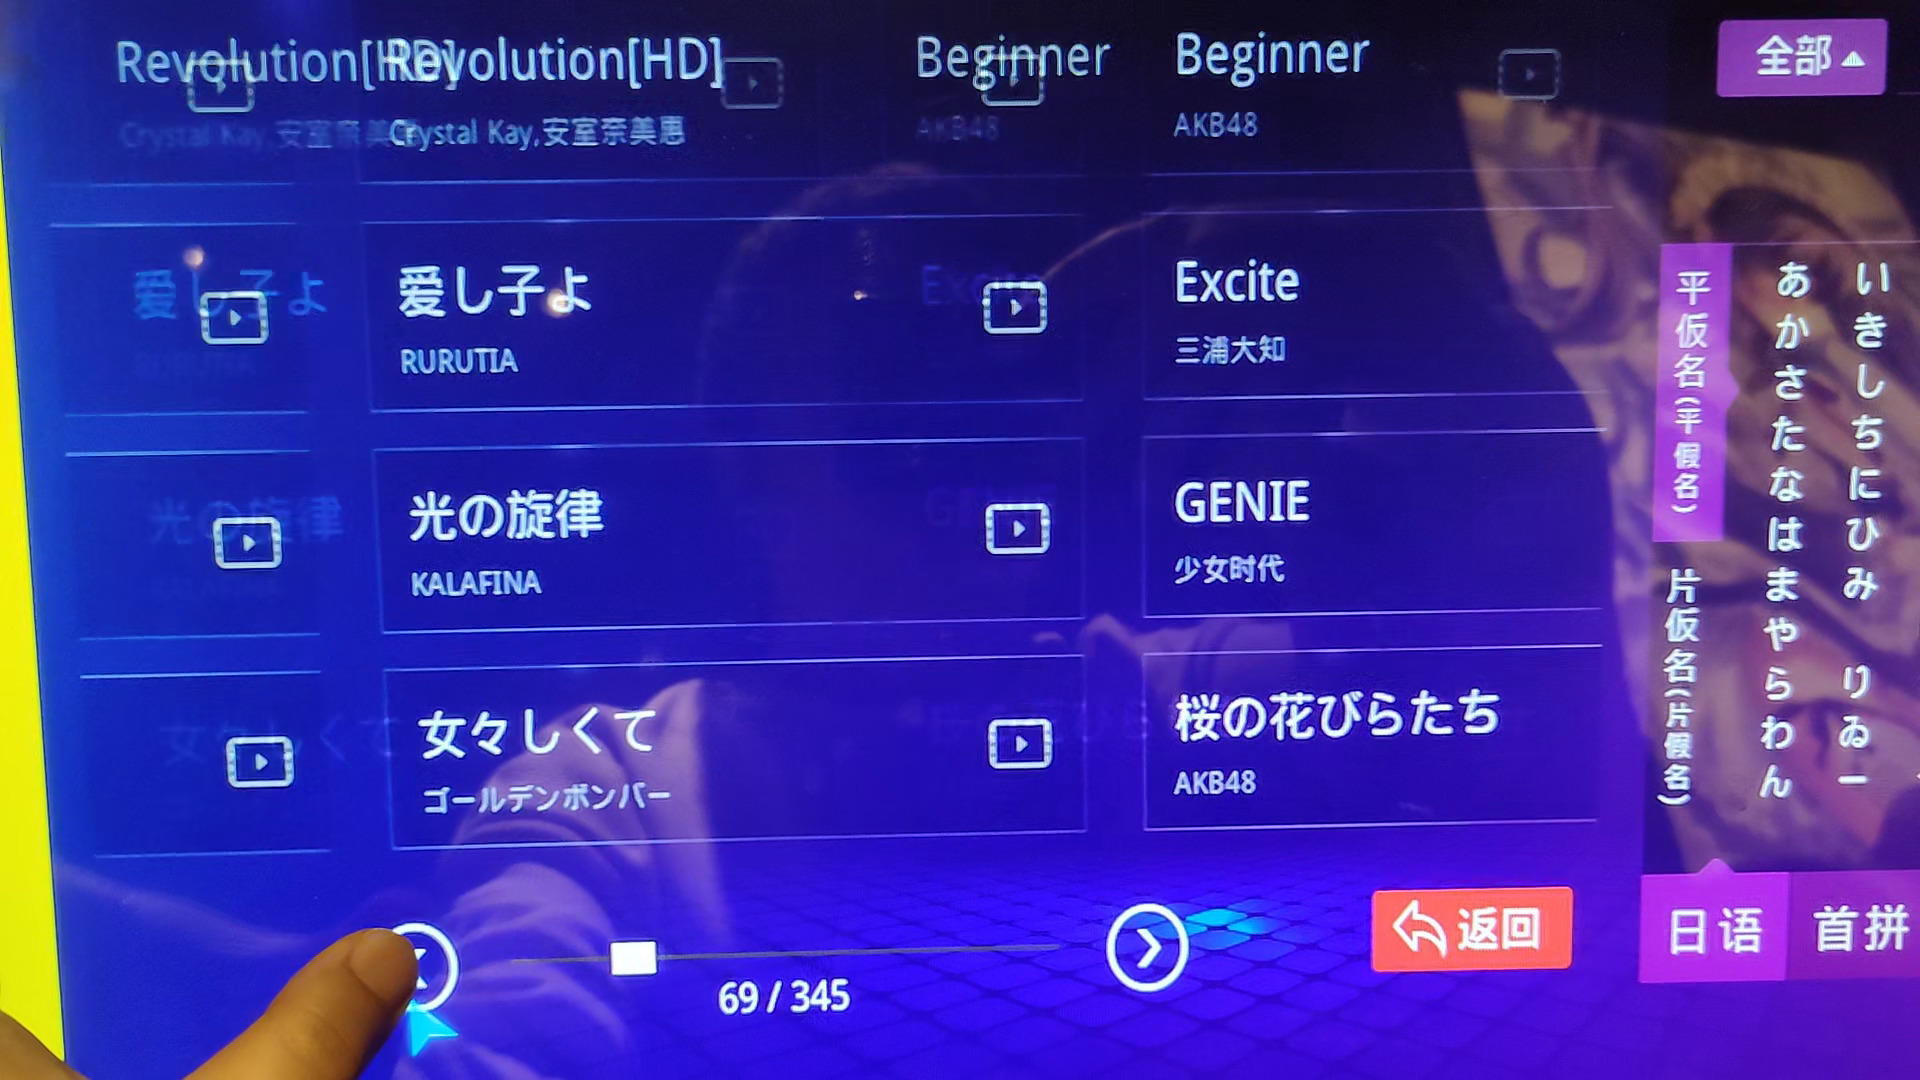 Revolution[HD]
Crystal Kay,安室奈美恵
Beginner
AKB48
愛し子よ
RURUTIA
Excite
三浦大知
光の旋律
KALAFINA
GENIE
少女时代
女々しくて
ゴールデンボンバー
桜の花びらたち
AKB48
69 / 345
返回
全部
平仮名(平假名)
片仮名(片假名)
あかさたなはまやらわん
いきしちにひみ りゐー
日语
首拼